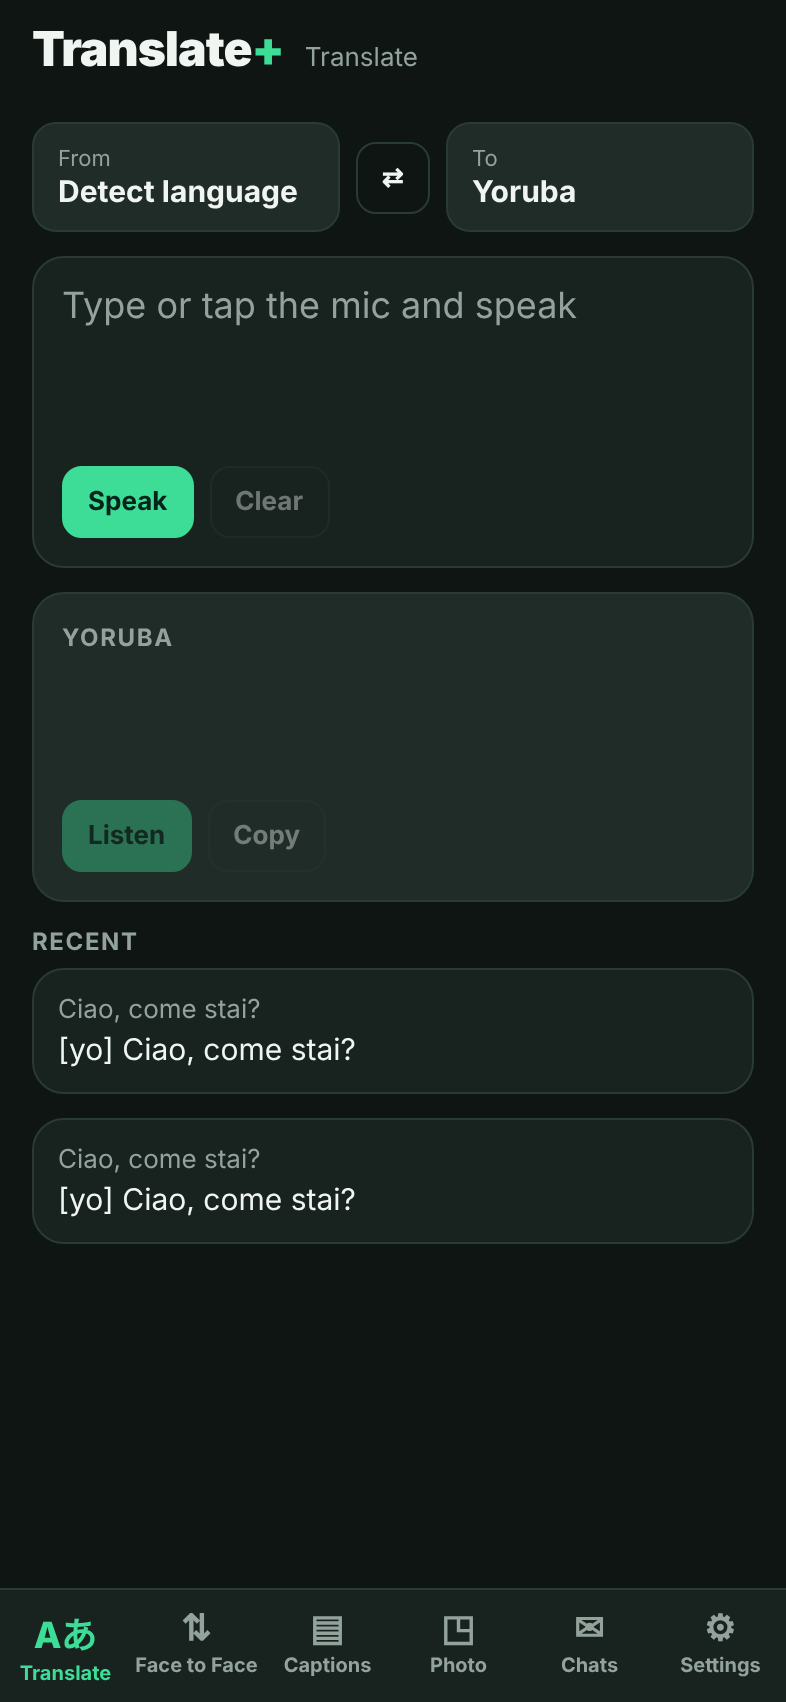 Translate+ Translate
From
Detect language
⇄
To
Yoruba
Type or tap the mic and speak
Speak Clear
YORUBA
Listen Copy
RECENT
Ciao, come stai?
[yo] Ciao, come stai?
Ciao, come stai?
[yo] Ciao, come stai?
Aあ
Translate
Face to Face
Captions
Photo
Chats
Settings